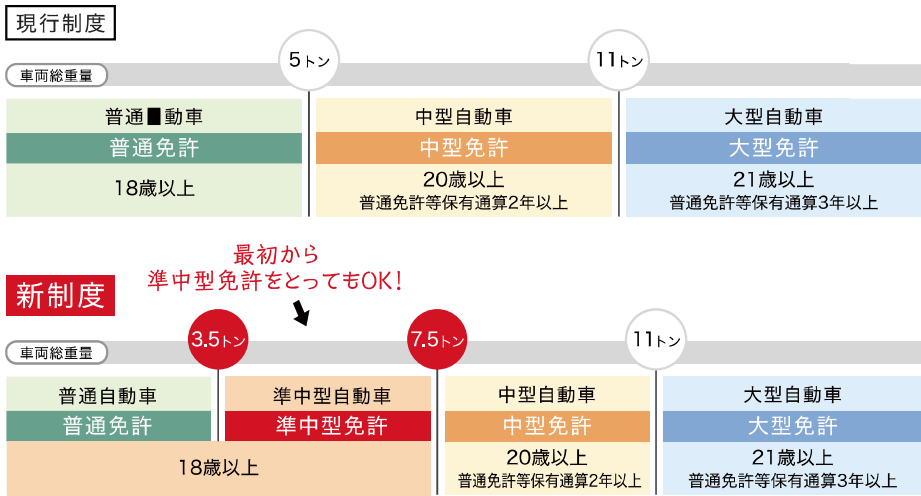 現行制度
5トン
11トン
車両総重量
普通■動車
中型自動車
大型自動車
普通免許
中型免許
大型免許
18歳以上
20歳以上
普通免許等保有通算2年以上
21歳以上
普通免許等保有通算3年以上
最初から
準中型免許をとってもOK!
新制度
3.5トン
7.5トン
11トン
車両総重量
普通自動車
準中型自動車
中型自動車
大型自動車
普通免許
準中型免許
中型免許
大型免許
18歳以上
20歳以上
普通免許等保有通算2年以上
21歳以上
普通免許等保有通算3年以上